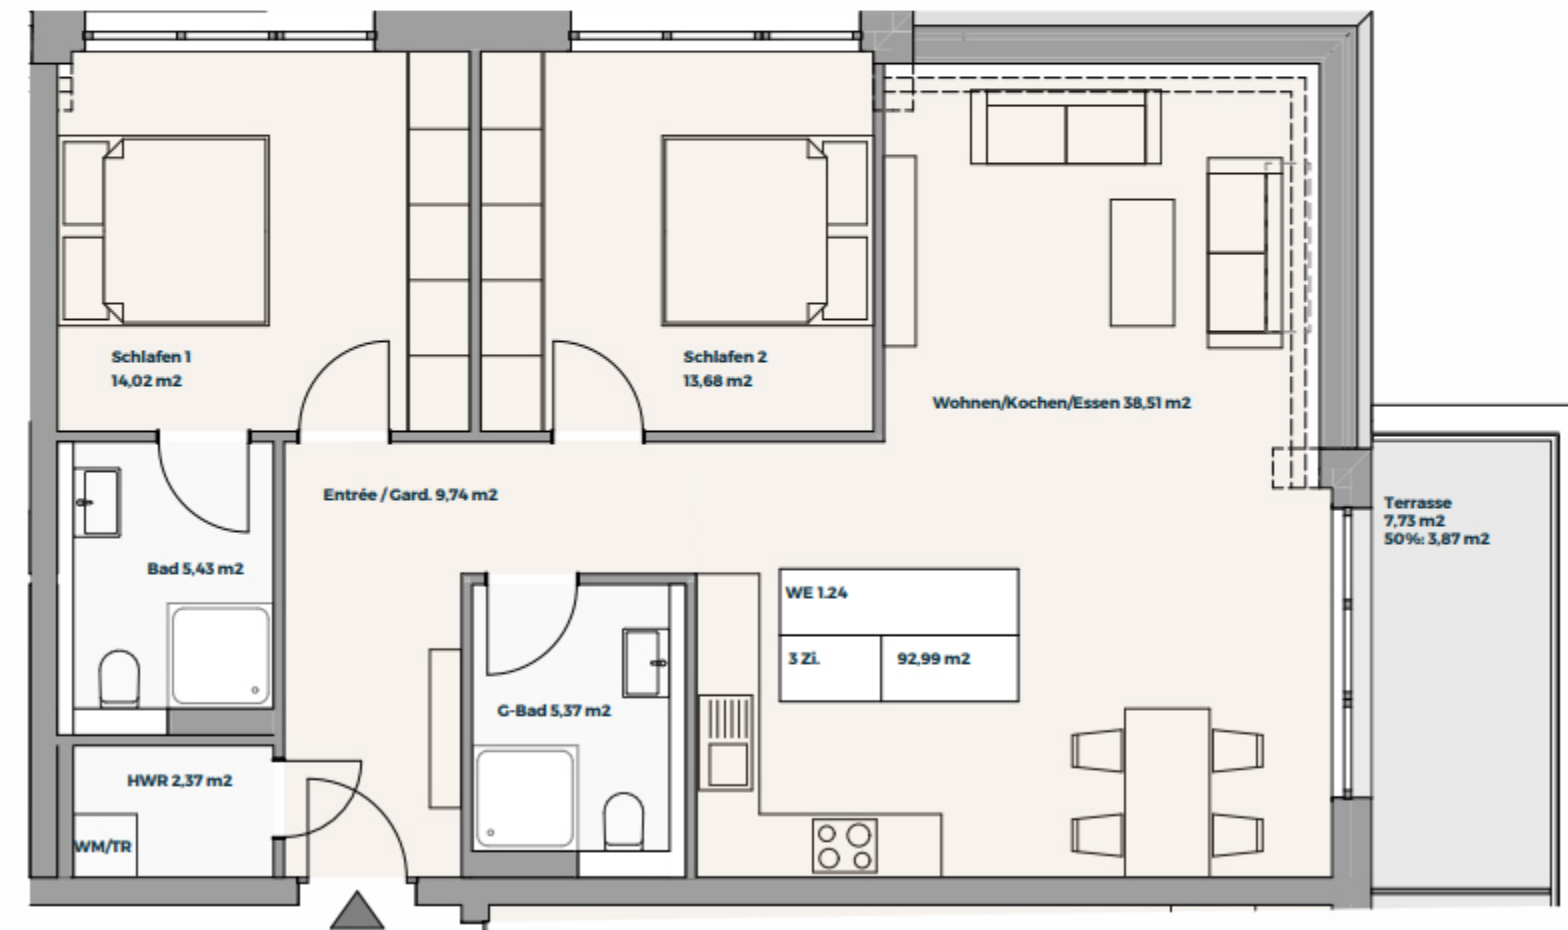 Schlafen 1
14,02 m2
Schlafen 2
13,68 m2
Wohnen/Kochen/Essen 38,51 m2
Entrée / Gard. 9,74 m2
Terrasse
7,73 m2
50%: 3,87 m2
Bad 5,43 m2
WE 1.24
3 Zi.
92,99 m2
G-Bad 5,37 m2
HWR 2,37 m2
WM/TR